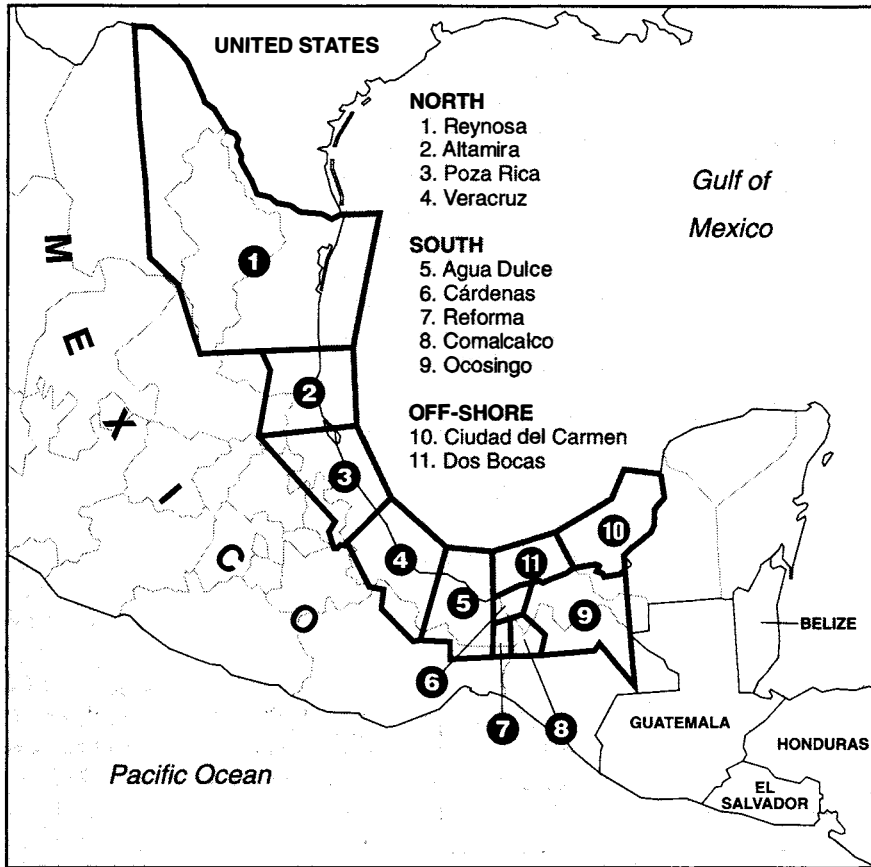 UNITED STATES
NORTH
1. Reynosa
2. Altamira
3. Poza Rica
4. Veracruz
Gulf of
Mexico
SOUTH
5. Agua Dulce
6. Cárdenas
7. Reforma
8. Comalcalco
9. Ocosingo
OFF-SHORE
10. Ciudad del Carmen
11. Dos Bocas
MEXICO
1
2
3
4
5
6
7
8
9
10
11
BELIZE
GUATEMALA
HONDURAS
EL
SALVADOR
Pacific Ocean